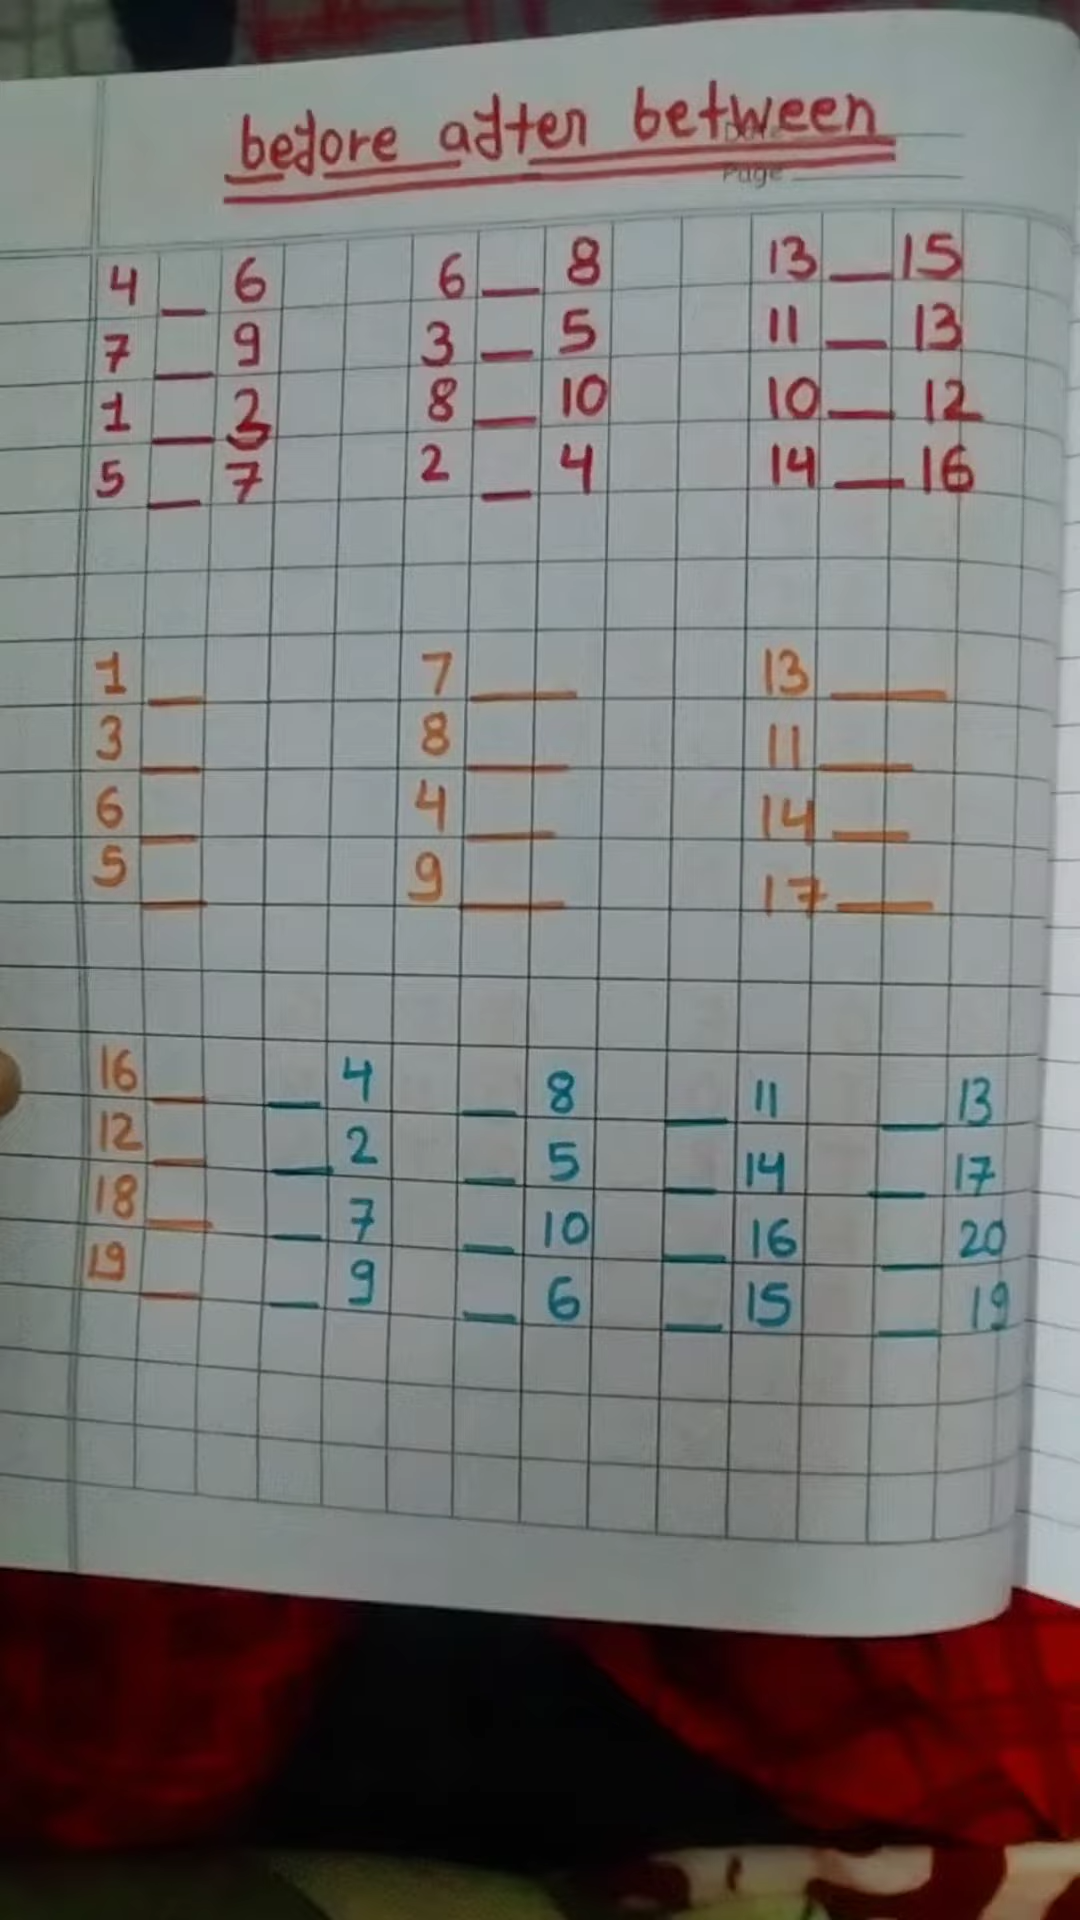 before after between
Date
Page
4 _ 6 6 _ 8 13 _ 15
7 _ 9 3 _ 5 11 _ 13
1 _ 3 8 _ 10 10 _ 12
5 _ 7 2 _ 4 14 _ 16
1 _ 7 _ 13 _
3 _ 8 _ 11 _
6 _ 4 _ 14 _
5 _ 9 _ 17 _
16 _ _ 4 _ 8 _ 11 _ 13
12 _ _ 2 _ 5 _ 14 _ 17
18 _ _ 7 _ 10 _ 16 _ 20
19 _ _ 9 _ 6 _ 15 _ 19